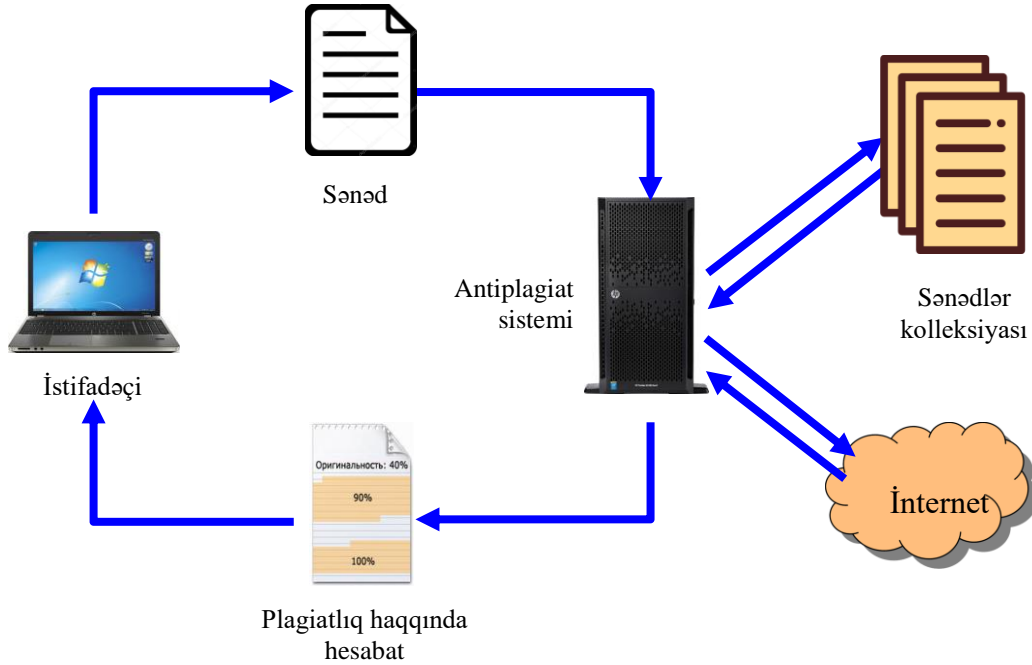 Sənəd
Antiplagiat
sistemi
Sənədlər
kolleksiyası
İstifadəçi
Оригинальность: 40%
90%
100%
İnternet
Plagiatlıq haqqında
hesabat